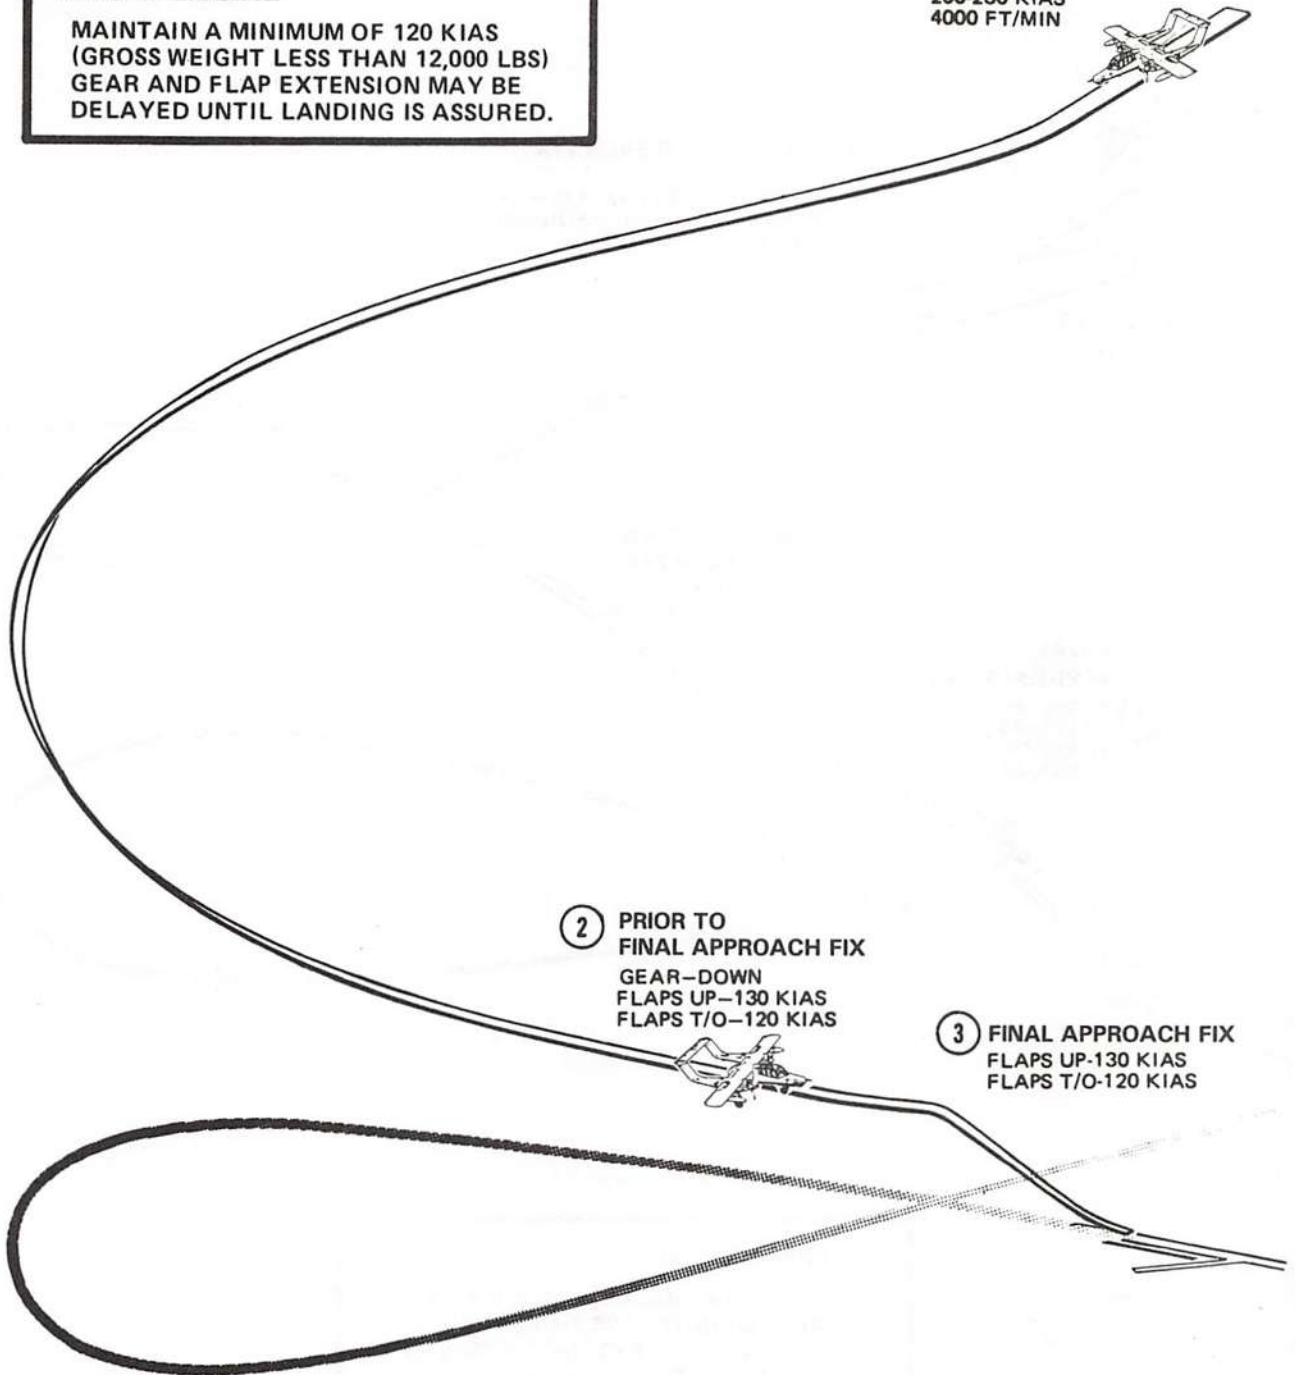 MAINTAIN A MINIMUM OF 120 KIAS
(GROSS WEIGHT LESS THAN 12,000 LBS)
GEAR AND FLAP EXTENSION MAY BE
DELAYED UNTIL LANDING IS ASSURED.
KIAS
4000 FT/MIN
2 PRIOR TO
FINAL APPROACH FIX
GEAR–DOWN
FLAPS UP–130 KIAS
FLAPS T/O–120 KIAS
3 FINAL APPROACH FIX
FLAPS UP-130 KIAS
FLAPS T/O-120 KIAS